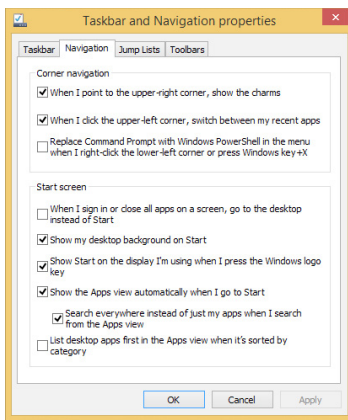 Taskbar and Navigation properties
Taskbar Navigation Jump Lists Toolbars
Corner navigation
When I point to the upper-right corner, show the charms
When I click the upper-left corner, switch between my recent apps
Replace Command Prompt with Windows PowerShell in the menu
when I right-click the lower-left corner or press Windows key+X
Start screen
When I sign in or close all apps on a screen, go to the desktop
instead of Start
Show my desktop background on Start
Show Start on the display I'm using when I press the Windows logo
key
Show the Apps view automatically when I go to Start
Search everywhere instead of just my apps when I search
from the Apps view
List desktop apps first in the Apps view when it's sorted by
category
OK Cancel Apply